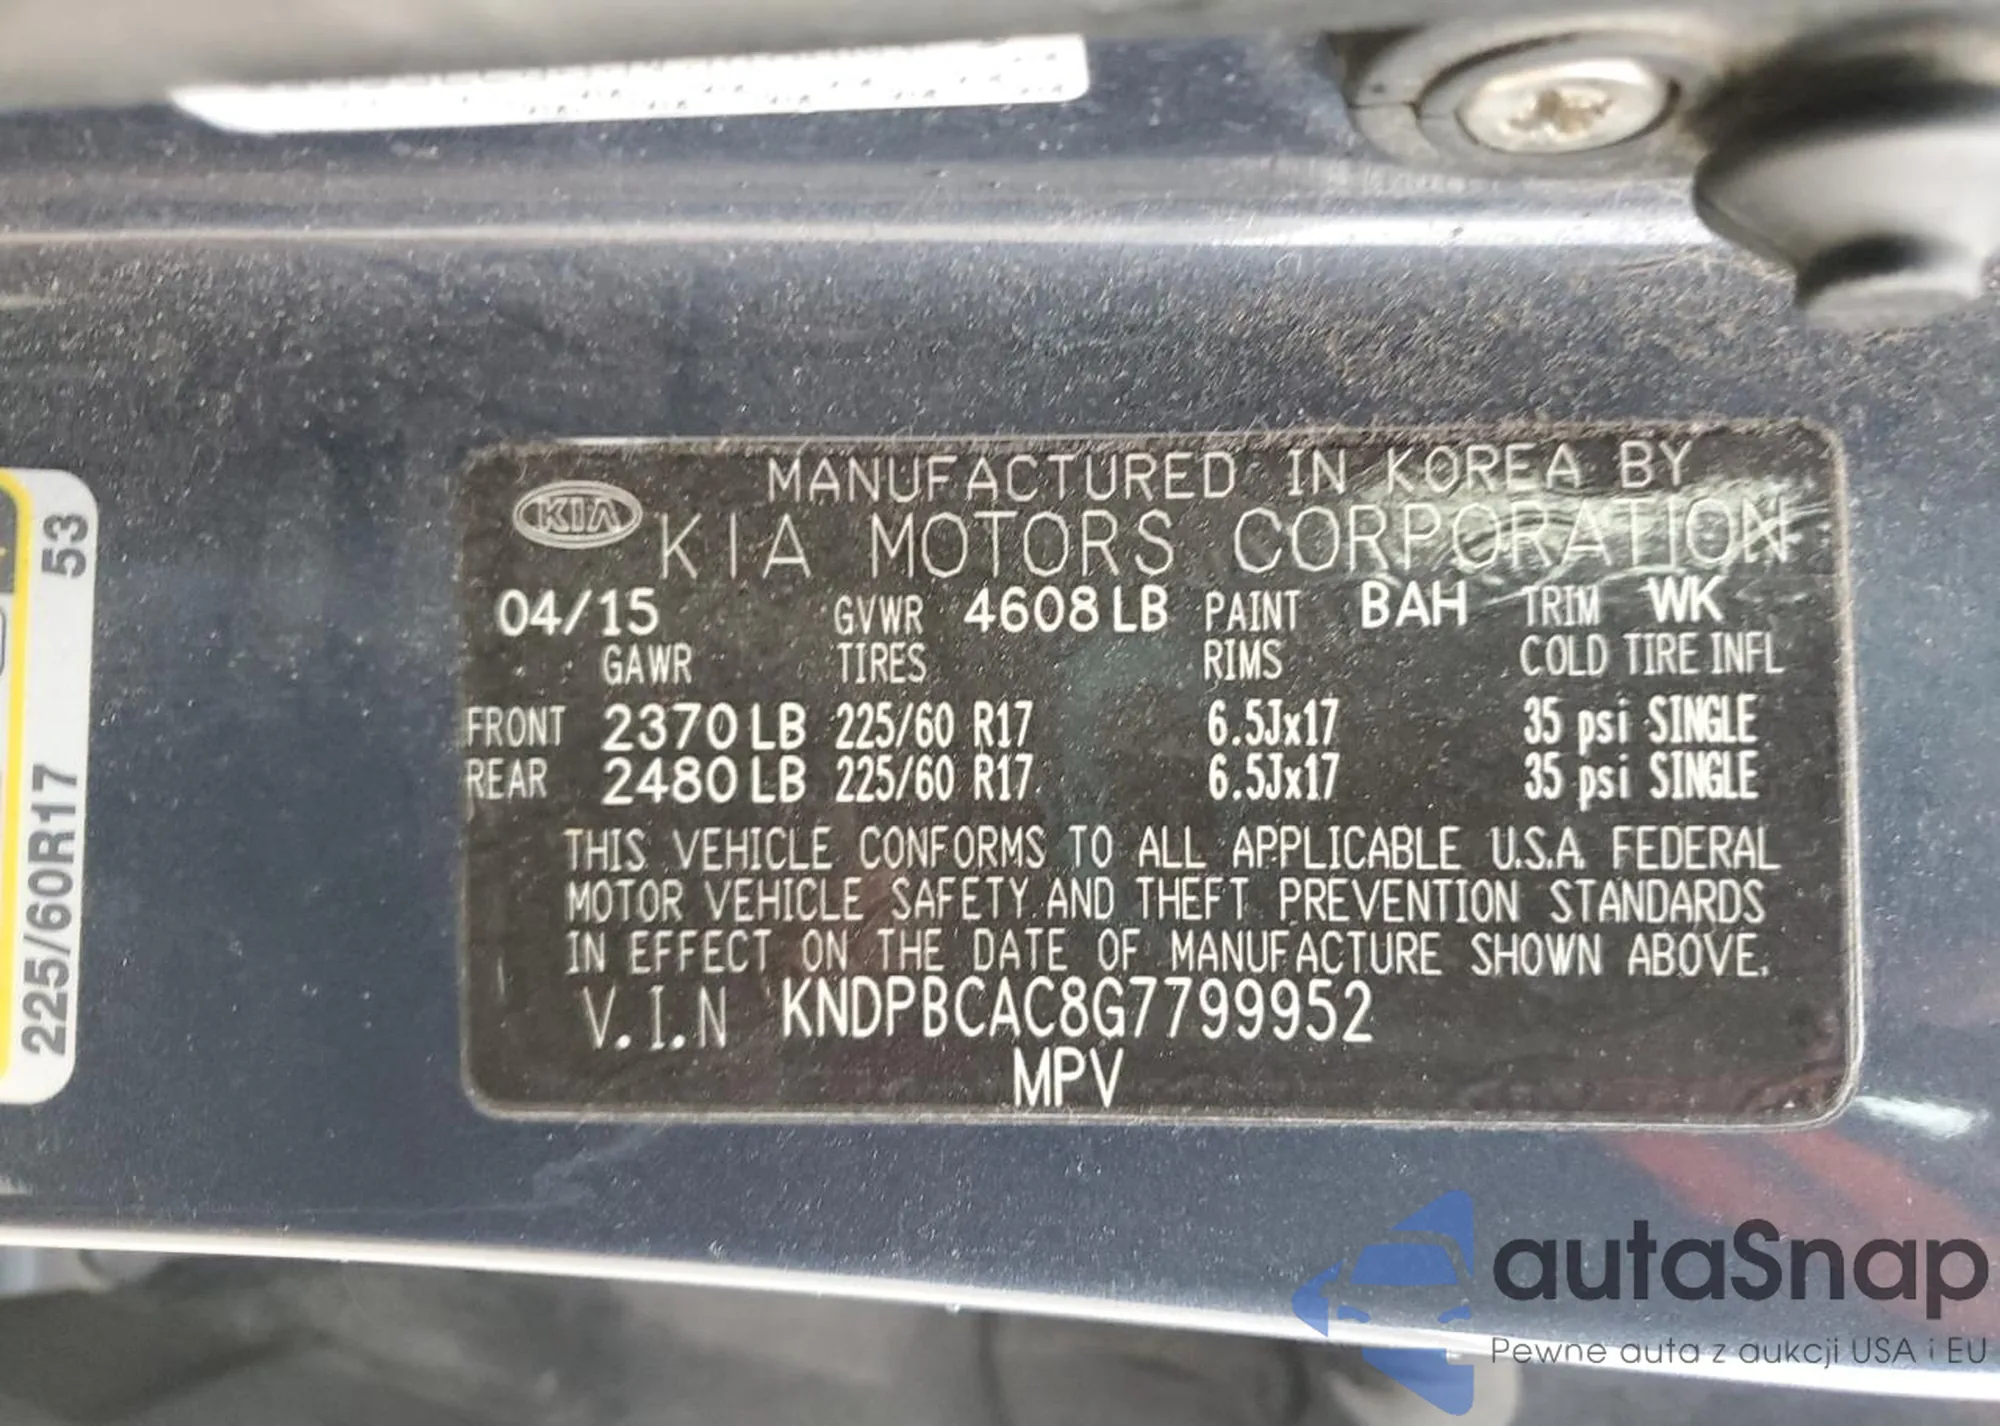 MANUFACTURED IN KOREA BY
KIA KIA MOTORS CORPORATION
04/15 GVWR 4608 LB PAINT BAH TRIM WK
GAWR TIRES RIMS COLD TIRE INFL
FRONT 2370 LB 225/60 R17 6.5Jx17 35 psi SINGLE
REAR 2480 LB 225/60 R17 6.5Jx17 35 psi SINGLE
THIS VEHICLE CONFORMS TO ALL APPLICABLE U.S.A. FEDERAL
MOTOR VEHICLE SAFETY AND THEFT PREVENTION STANDARDS
IN EFFECT ON THE DATE OF MANUFACTURE SHOWN ABOVE.
V.I.N KNDPBCAC8G7799952
MPV
225/60R17 53
autaSnap
Pewne auta z aukcji USA i EU